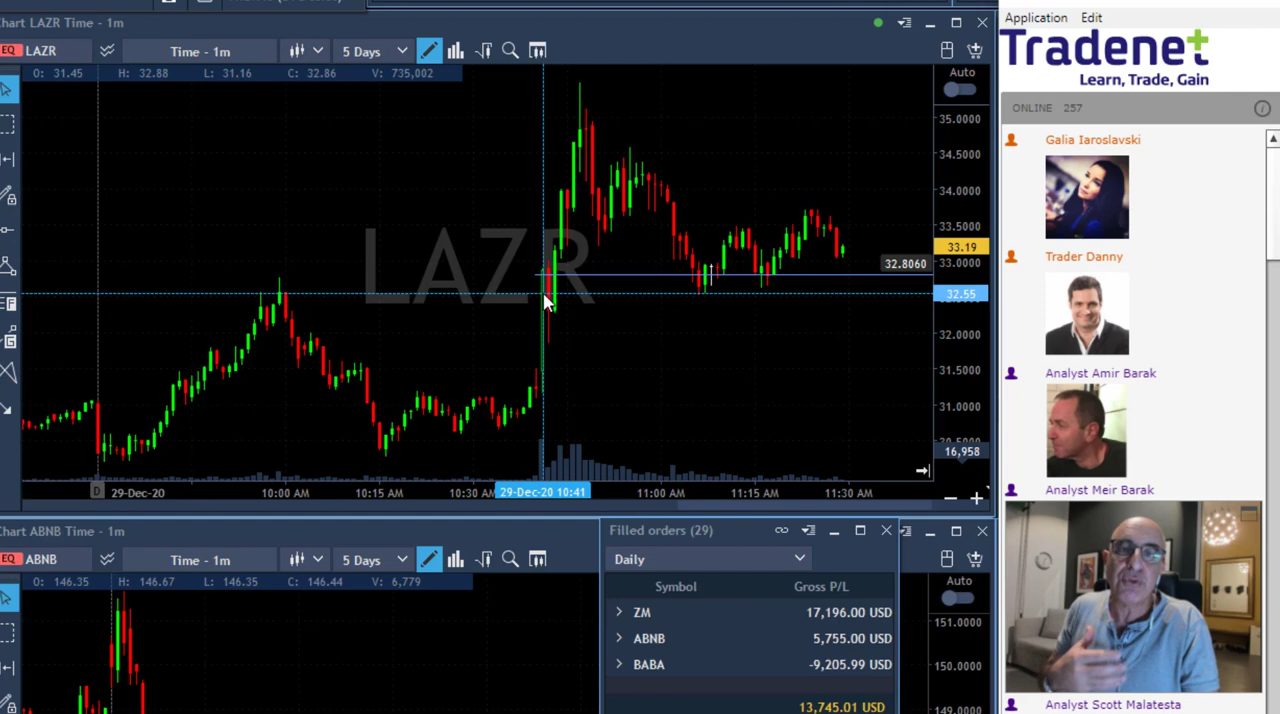 Chart LAZR Time - 1m
EQ LAZR
Time - 1m
5 Days
O: 31.45 H: 32.88 L: 31.16 C: 32.86 V: 735,002
Auto
LAZR
35.0000
34.5000
34.0000
33.5000
33.19
33.0000
32.8060
32.55
32.0000
31.5000
31.0000
16,958
D 29-Dec-20
10:00 AM
10:15 AM
10:30 AM
29-Dec-20 10:41
11:00 AM
11:15 AM
11:30 AM
Chart ABNB Time - 1m
EQ ABNB
Time - 1m
5 Days
O: 146.35 H: 146.67 L: 146.35 C: 146.44 V: 6,779
Auto
151.0000
150.0000
149.0000
Filled orders (29)
Daily
Symbol Gross P/L
ZM 17,196.00 USD
ABNB 5,755.00 USD
BABA -9,205.99 USD
13,745.01 USD
Application Edit
Tradenet
Learn, Trade, Gain
ONLINE 257
Galia Iaroslavski
Trader Danny
Analyst Amir Barak
Analyst Meir Barak
Analyst Scott Malatesta